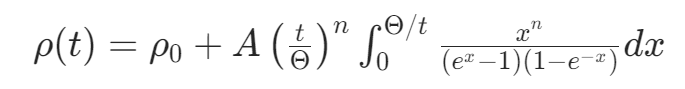 ρ(t) = ρ₀ + A (t/Θ)ⁿ ∫₀^{Θ/t} xⁿ/((eˣ−1)(1−e⁻ˣ)) dx